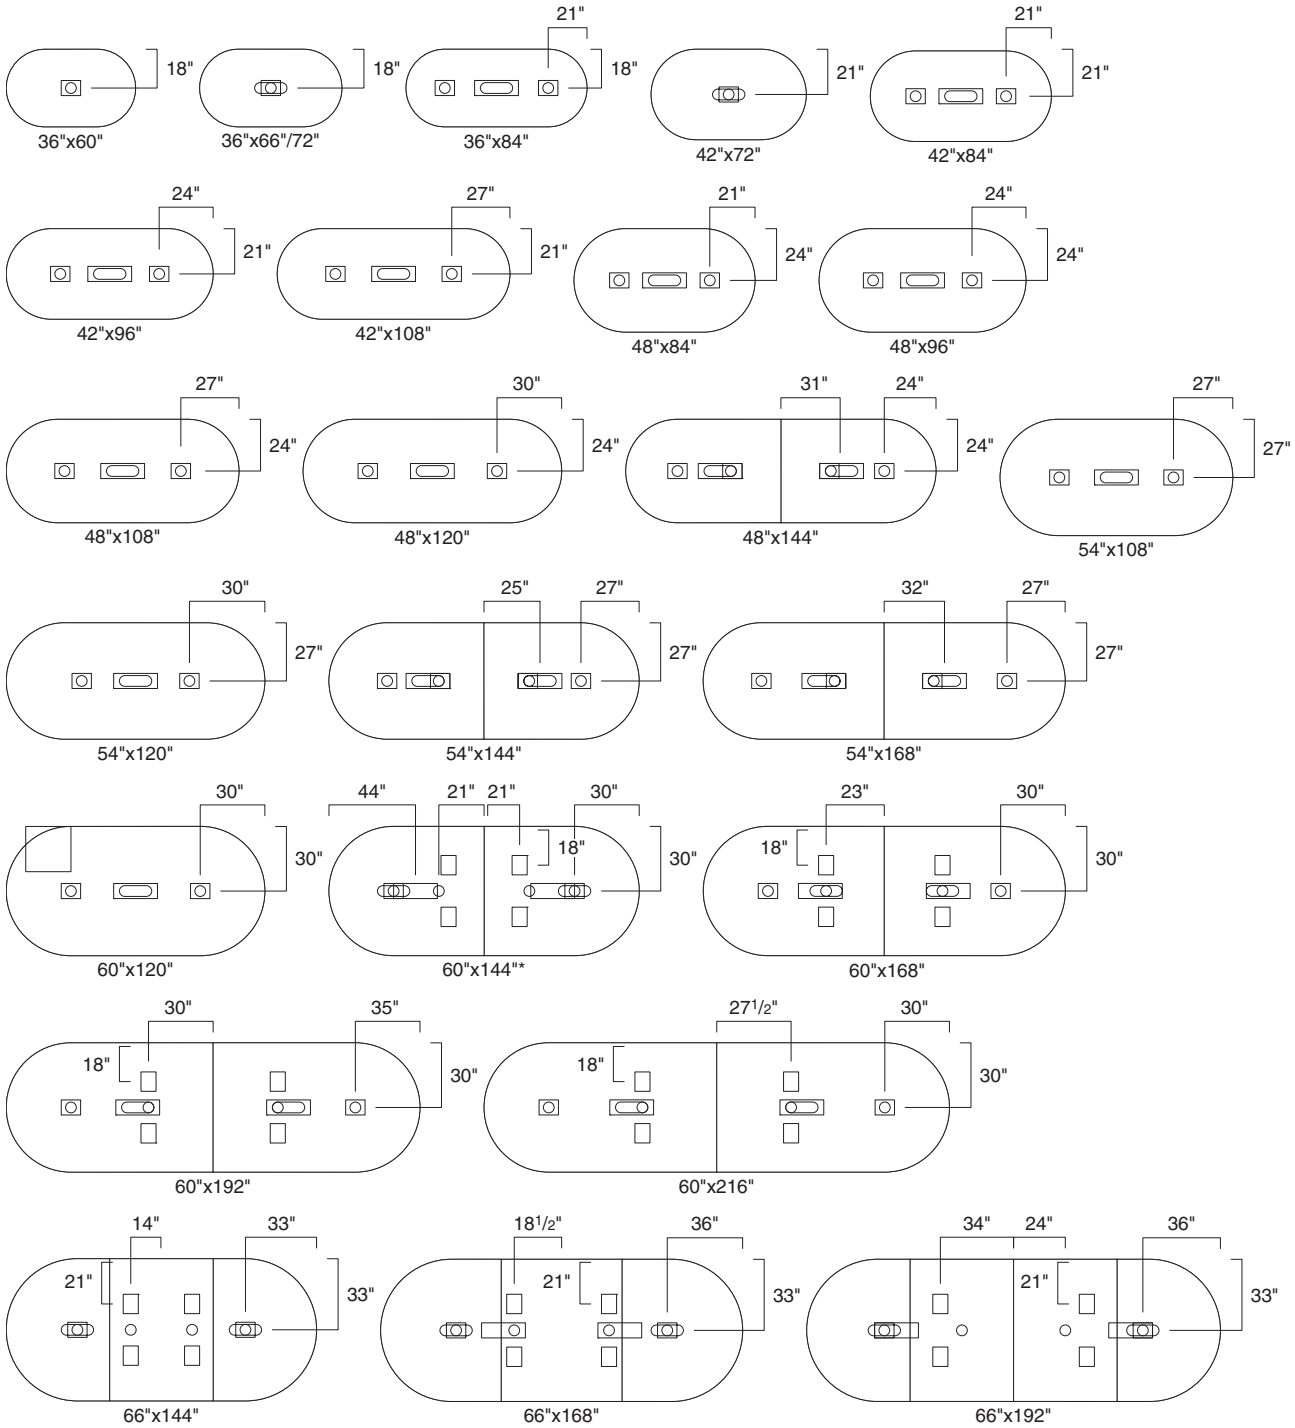 21" 21"
18" 18" 18" 21" 21"
36"x60" 36"x66"/72" 36"x84" 42"x72" 42"x84"
24" 27" 21" 24"
21" 21" 24" 24"
42"x96" 42"x108" 48"x84" 48"x96"
27" 30" 31" 24" 27"
24" 24" 24" 27"
48"x108" 48"x120" 48"x144" 54"x108"
30" 25" 27" 32" 27"
27" 27" 27"
54"x120" 54"x144" 54"x168"
30" 44" 21" 21" 30" 23" 30"
30" 18" 30" 18" 30"
60"x120" 60"x144"* 60"x168"
30" 35" 27 1/2" 30"
18" 30" 18" 30"
60"x192" 60"x216"
14" 33" 18 1/2" 36" 34" 24" 36"
21" 33" 21" 33" 21" 33"
66"x144" 66"x168" 66"x192"